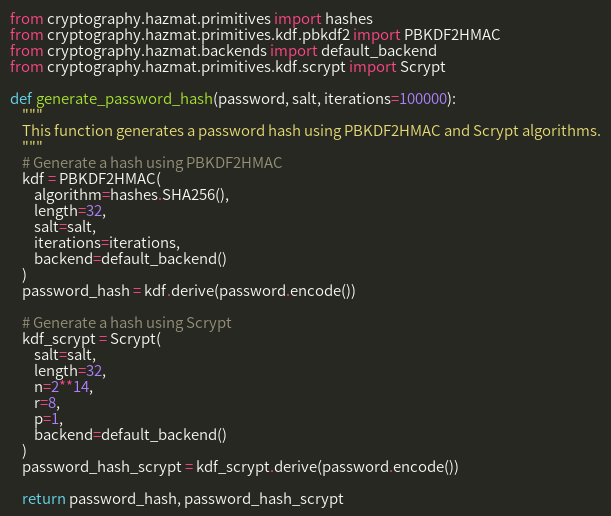 from cryptography.hazmat.primitives import hashes
from cryptography.hazmat.primitives.kdf.pbkdf2 import PBKDF2HMAC
from cryptography.hazmat.backends import default_backend
from cryptography.hazmat.primitives.kdf.scrypt import Scrypt

def generate_password_hash(password, salt, iterations=100000):
    """
    This function generates a password hash using PBKDF2HMAC and Scrypt algorithms.
    """
    # Generate a hash using PBKDF2HMAC
    kdf = PBKDF2HMAC(
        algorithm=hashes.SHA256(),
        length=32,
        salt=salt,
        iterations=iterations,
        backend=default_backend()
    )
    password_hash = kdf.derive(password.encode())

    # Generate a hash using Scrypt
    kdf_scrypt = Scrypt(
        salt=salt,
        length=32,
        n=2**14,
        r=8,
        p=1,
        backend=default_backend()
    )
    password_hash_scrypt = kdf_scrypt.derive(password.encode())

    return password_hash, password_hash_scrypt